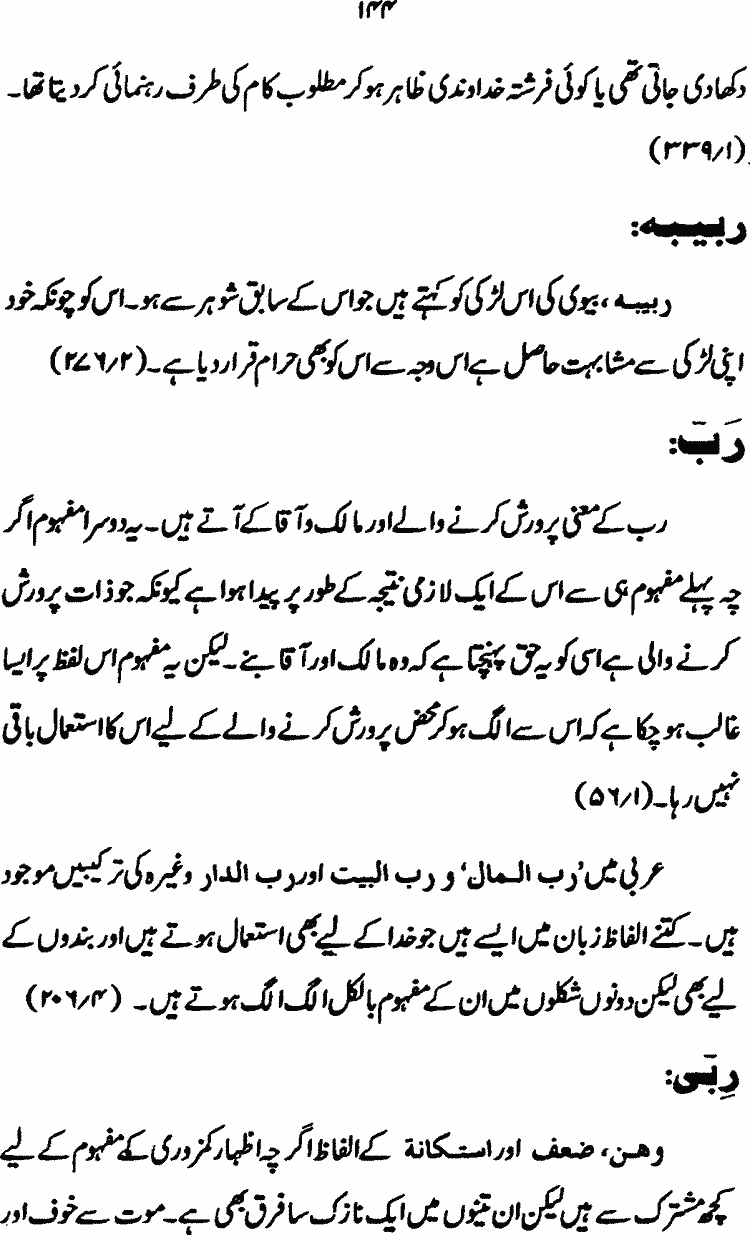 ۱۴۴
دکھا دی جاتی تھی یا کوئی فرشتہ خداوندی ظاہر ہو کر مطلوب کام کی طرف رہنمائی کر دیتا تھا۔
(۳۳۹/۱)
ربیبہ:
ربیبہ، بیوی کی اس لڑکی کو کہتے ہیں جو اس کے سابق شوہر سے ہو۔ اس کو چونکہ خود
اپنی لڑکی سے مشابہت حاصل ہے اس وجہ سے اس کو بھی حرام قرار دیا ہے۔ (۲۷۶/۲)
رَبّ:
رب کے معنی پرورش کرنے والے اور مالک و آقا کے آتے ہیں۔ یہ دوسرا مفہوم اگر
چہ پہلے مفہوم ہی سے اس کے ایک لازمی نتیجہ کے طور پر پیدا ہوا ہے کیونکہ جو ذات پرورش
کرنے والی ہے اسی کو یہ حق پہنچتا ہے کہ وہ مالک اور آقا بنے۔ لیکن یہ مفہوم اس لفظ پر ایسا
غالب ہو چکا ہے کہ اس سے الگ ہو کر محض پرورش کرنے والے کے لیے اس کا استعمال باقی
نہیں رہا۔ (۵۶/۱)
عربی میں ’رب المال‘ و رب البیت اور رب الدار وغیرہ کی ترکیبیں موجود
ہیں۔ کتنے الفاظ زبان میں ایسے ہیں جو خدا کے لیے بھی استعمال ہوتے ہیں اور بندوں کے
لیے بھی لیکن دونوں شکلوں میں ان کے مفہوم بالکل الگ الگ ہوتے ہیں۔ (۲۰۶/۴)
رِبّی:
وھن، ضعف اور استکانة کے الفاظ اگر چہ اظہار کمزوری کے مفہوم کے لیے
کچھ مشترک سے ہیں لیکن ان تینوں میں ایک نازک سا فرق بھی ہے۔ موت سے خوف اور